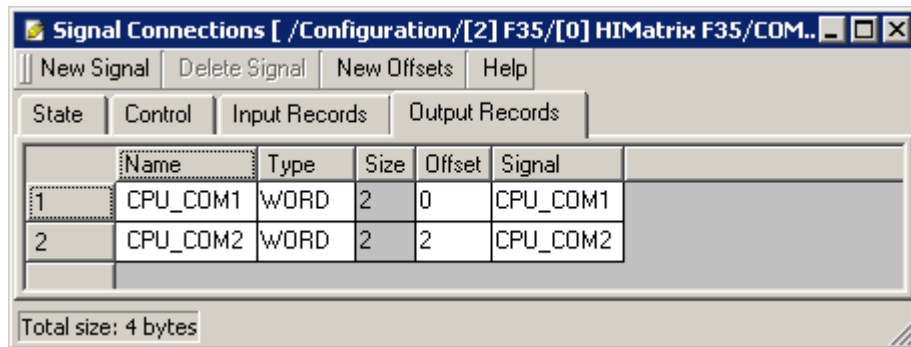 Signal Connections [ /Configuration/[2] F35/[0] HIMatrix F35/COM..
New Signal Delete Signal New Offsets Help
State Control Input Records Output Records
Name Type Size Offset Signal
1 CPU_COM1 WORD 2 0 CPU_COM1
2 CPU_COM2 WORD 2 2 CPU_COM2
Total size: 4 bytes